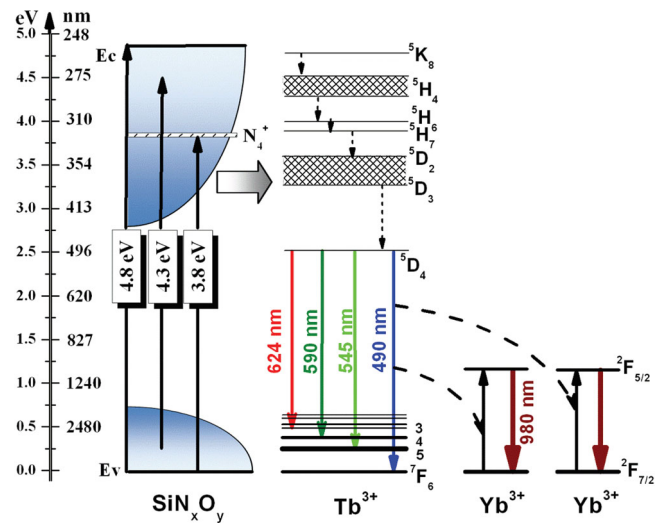 eV nm
5.0 248
4.5 275
4.0 310
3.5 354
3.0 413
2.5 496
2.0 620
1.5 827
1.0 1240
0.5 2480
0.0
Ec
N₄⁺
4.8 eV
4.3 eV
3.8 eV
Ev
SiNₓOᵧ
⁵K₈
⁵H₄
⁵H₆
⁵H₇
⁵D₂
⁵D₃
⁵D₄
624 nm
590 nm
545 nm
490 nm
3
4
5
⁷F₆
Tb³⁺
980 nm
²F₅/₂
²F₇/₂
Yb³⁺
Yb³⁺